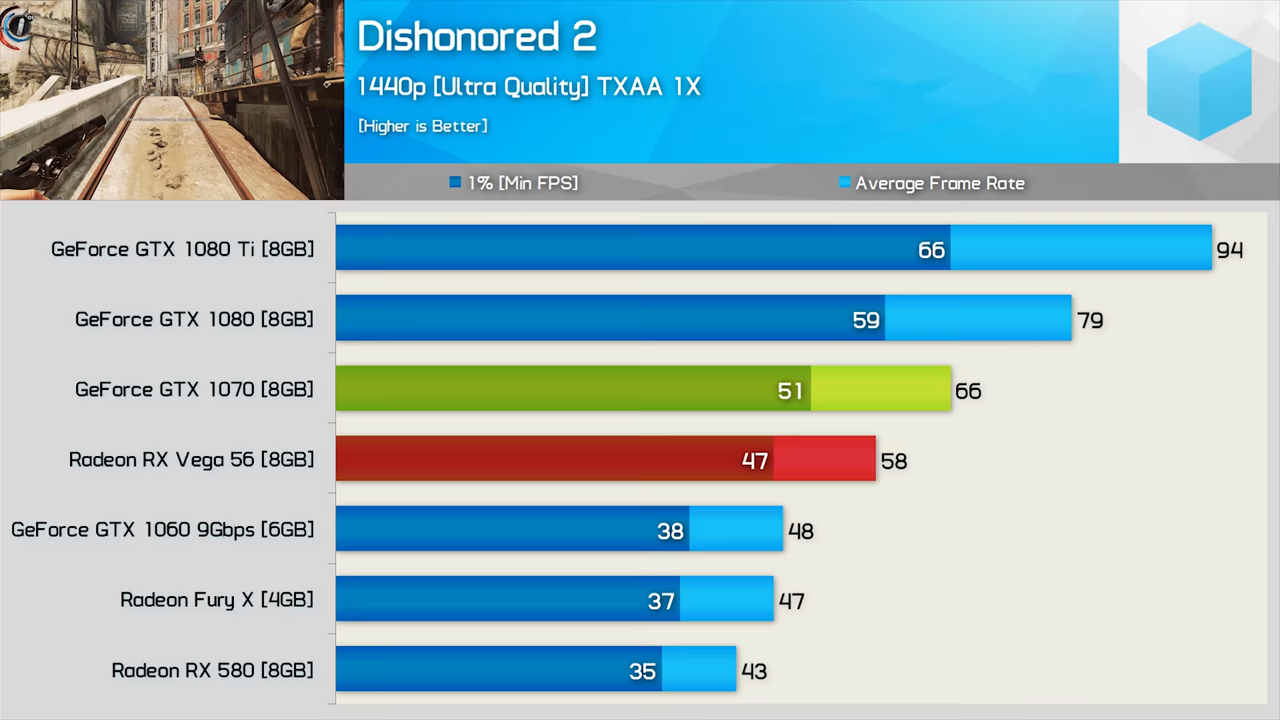 Dishonored 2
1440p [Ultra Quality] TXAA 1X
[Higher is Better]
1% [Min FPS]
Average Frame Rate
GeForce GTX 1080 Ti [8GB] 66 94
GeForce GTX 1080 [8GB] 59 79
GeForce GTX 1070 [8GB] 51 66
Radeon RX Vega 56 [8GB] 47 58
GeForce GTX 1060 9Gbps [6GB] 38 48
Radeon Fury X [4GB] 37 47
Radeon RX 580 [8GB] 35 43